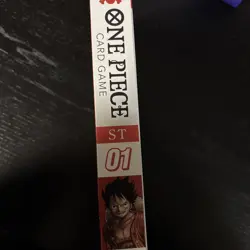 ONE PIECE
CARD GAME
ST
01